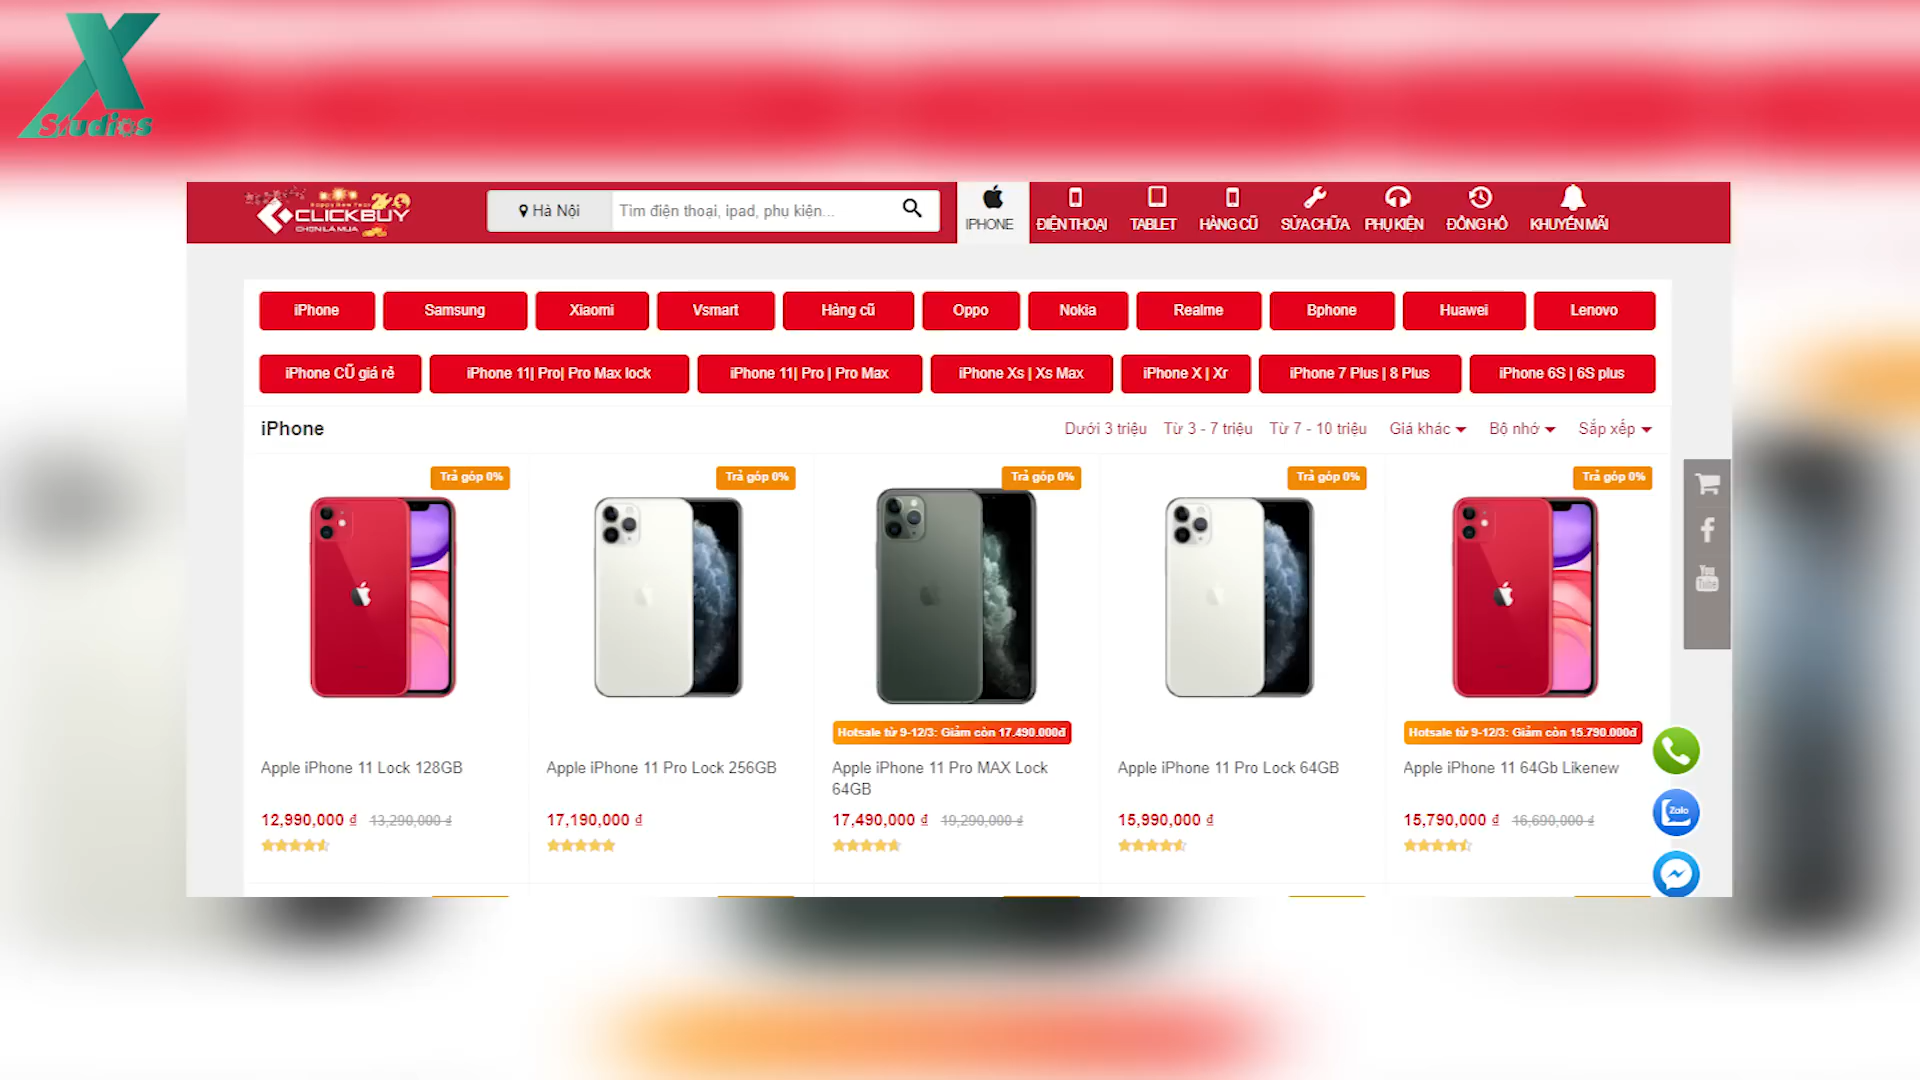 X
Studios
Happy New Year
CLICKBUY
CHỌN LÀ MUA
Hà Nội
Tìm điện thoại, ipad, phụ kiện...
IPHONE
ĐIỆN THOẠI
TABLET
HÀNG CŨ
SỬA CHỮA
PHỤ KIỆN
ĐỒNG HỒ
KHUYẾN MÃI
iPhone
Samsung
Xiaomi
Vsmart
Hàng cũ
Oppo
Nokia
Realme
Bphone
Huawei
Lenovo
iPhone CŨ giá rẻ
iPhone 11| Pro| Pro Max lock
iPhone 11| Pro | Pro Max
iPhone Xs | Xs Max
iPhone X | Xr
iPhone 7 Plus | 8 Plus
iPhone 6S | 6S plus
iPhone
Dưới 3 triệu
Từ 3 - 7 triệu
Từ 7 - 10 triệu
Giá khác
Bộ nhớ
Sắp xếp
Trả góp 0%
Trả góp 0%
Trả góp 0%
Trả góp 0%
Trả góp 0%
You
Tube
Hotsale từ 9-12/3: Giảm còn 17.490.000đ
Hotsale từ 9-12/3: Giảm còn 15.790.000đ
Apple iPhone 11 Lock 128GB
12,990,000 ₫ 13,290,000 ₫
Apple iPhone 11 Pro Lock 256GB
17,190,000 ₫
Apple iPhone 11 Pro MAX Lock
64GB
17,490,000 ₫ 19,290,000 ₫
Apple iPhone 11 Pro Lock 64GB
15,990,000 ₫
Apple iPhone 11 64Gb Likenew
15,790,000 ₫ 16,690,000 ₫
Zalo